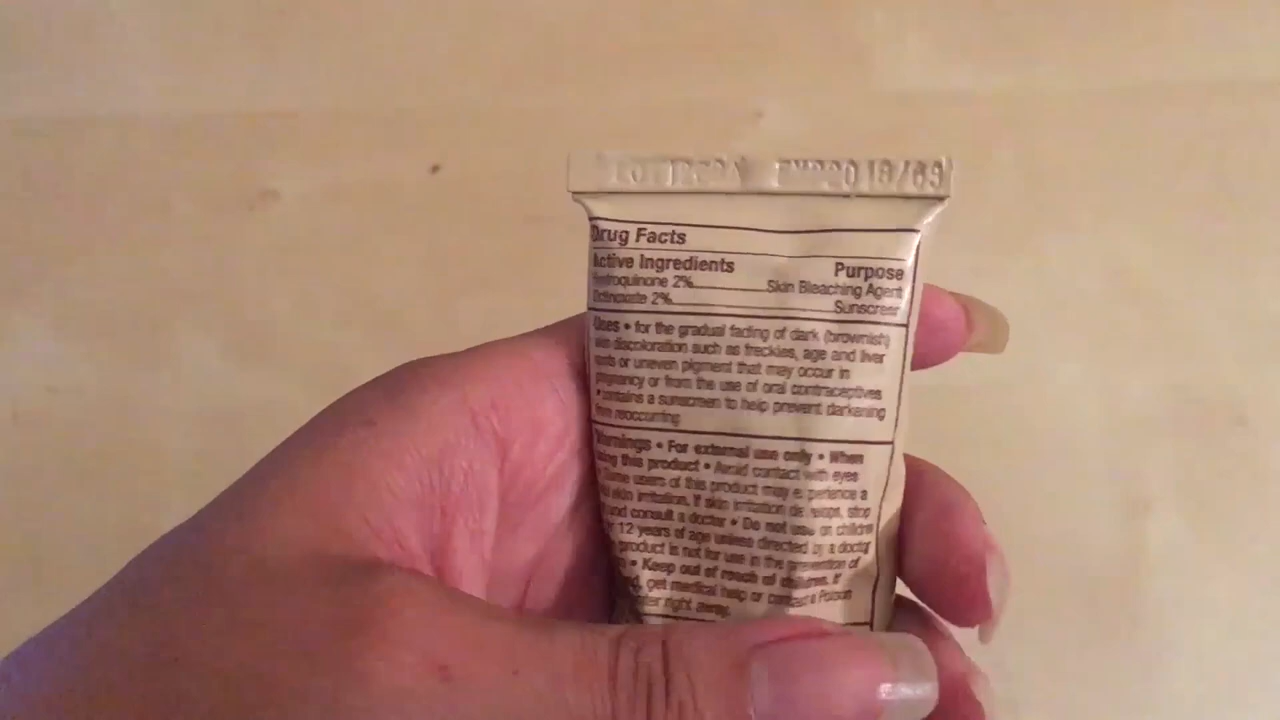 Drug Facts
Active Ingredients Purpose
2% Skin Bleaching Agent
2% Sunscreen
Uses • for the gradual fading of dark (brownish)
skin discoloration such as freckles, age and liver
spots or uneven pigment that may occur in
pregnancy or from the use of oral contraceptives
• contains a sunscreen to help prevent darkening
from reoccurring
Warnings • For external use only • When
using this product • Avoid contact with eyes
• Some users of this product may experience a
skin irritation. If skin irritation develops, stop
and consult a doctor • Do not use on children
12 years of age unless directed by a doctor
product is not for use in the prevention of
• Keep out of reach of children. If
get medical help or contact a Poison
right away.